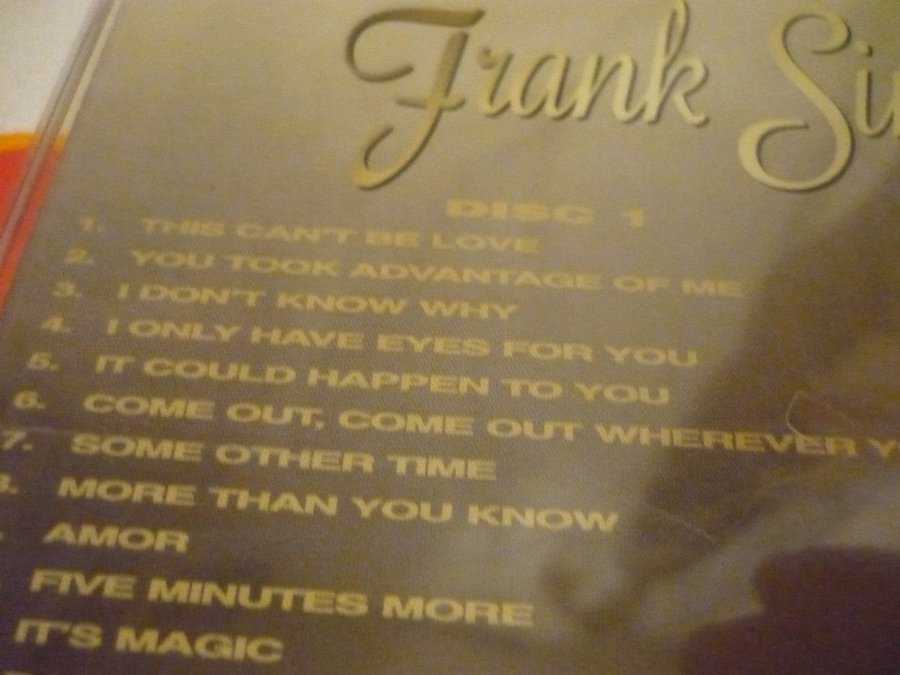 Frank Si
DISC 1
1. THIS CAN'T BE LOVE
2. YOU TOOK ADVANTAGE OF ME
3. I DON'T KNOW WHY
4. I ONLY HAVE EYES FOR YOU
5. IT COULD HAPPEN TO YOU
6. COME OUT, COME OUT WHEREVER Y
7. SOME OTHER TIME
8. MORE THAN YOU KNOW
AMOR
FIVE MINUTES MORE
IT'S MAGIC